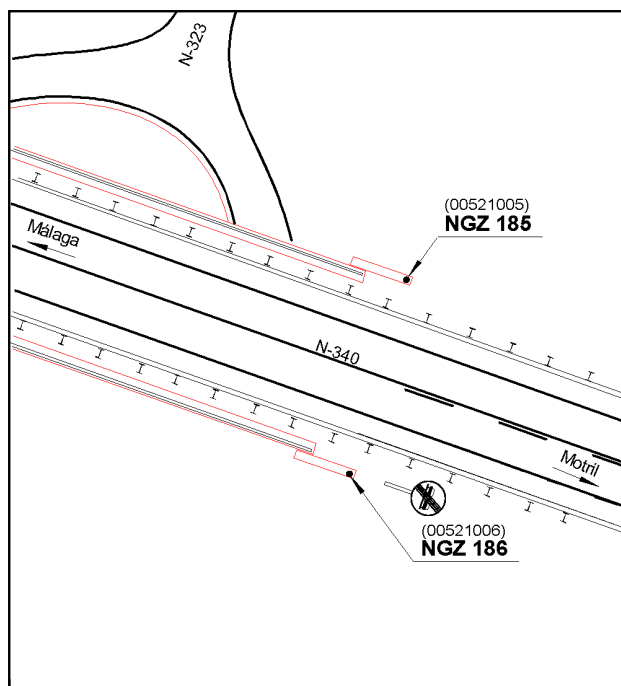 N-323
(00521005)
NGZ 185
Málaga
N-340
Motril
(00521006)
NGZ 186